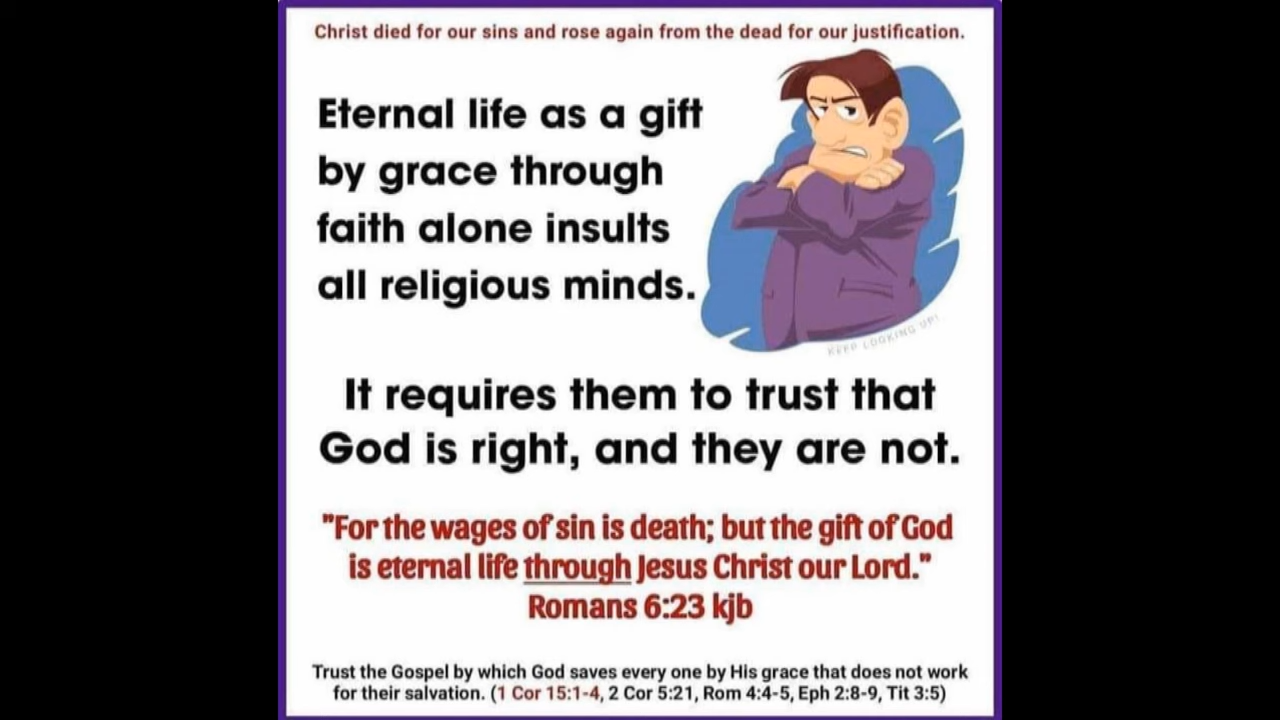 Christ died for our sins and rose again from the dead for our justification.
Eternal life as a gift
by grace through
faith alone insults
all religious minds.
KEEP LOOKING UP!
It requires them to trust that
God is right, and they are not.
"For the wages of sin is death; but the gift of God
is eternal life through Jesus Christ our Lord."
Romans 6:23 kjb
Trust the Gospel by which God saves every one by His grace that does not work
for their salvation. (1 Cor 15:1-4, 2 Cor 5:21, Rom 4:4-5, Eph 2:8-9, Tit 3:5)